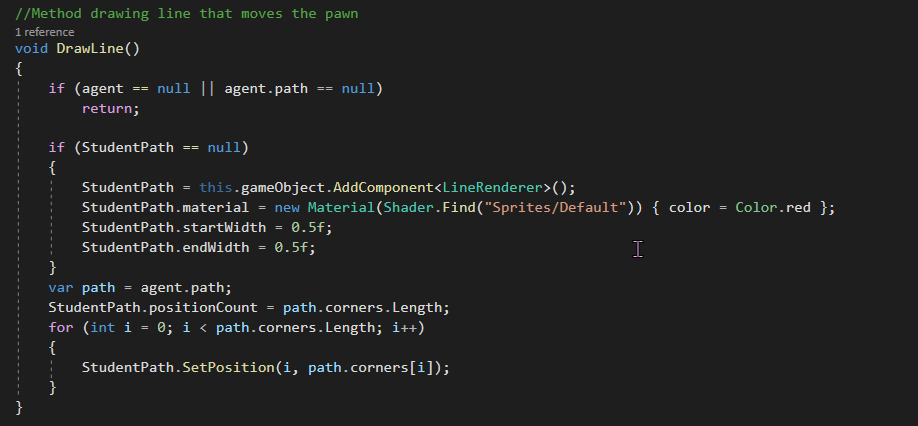 //Method drawing line that moves the pawn
1 reference
void DrawLine()
{
    if (agent == null || agent.path == null)
        return;

    if (StudentPath == null)
    {
        StudentPath = this.gameObject.AddComponent<LineRenderer>();
        StudentPath.material = new Material(Shader.Find("Sprites/Default")) { color = Color.red };
        StudentPath.startWidth = 0.5f;
        StudentPath.endWidth = 0.5f;
    }
    var path = agent.path;
    StudentPath.positionCount = path.corners.Length;
    for (int i = 0; i < path.corners.Length; i++)
    {
        StudentPath.SetPosition(i, path.corners[i]);
    }
}